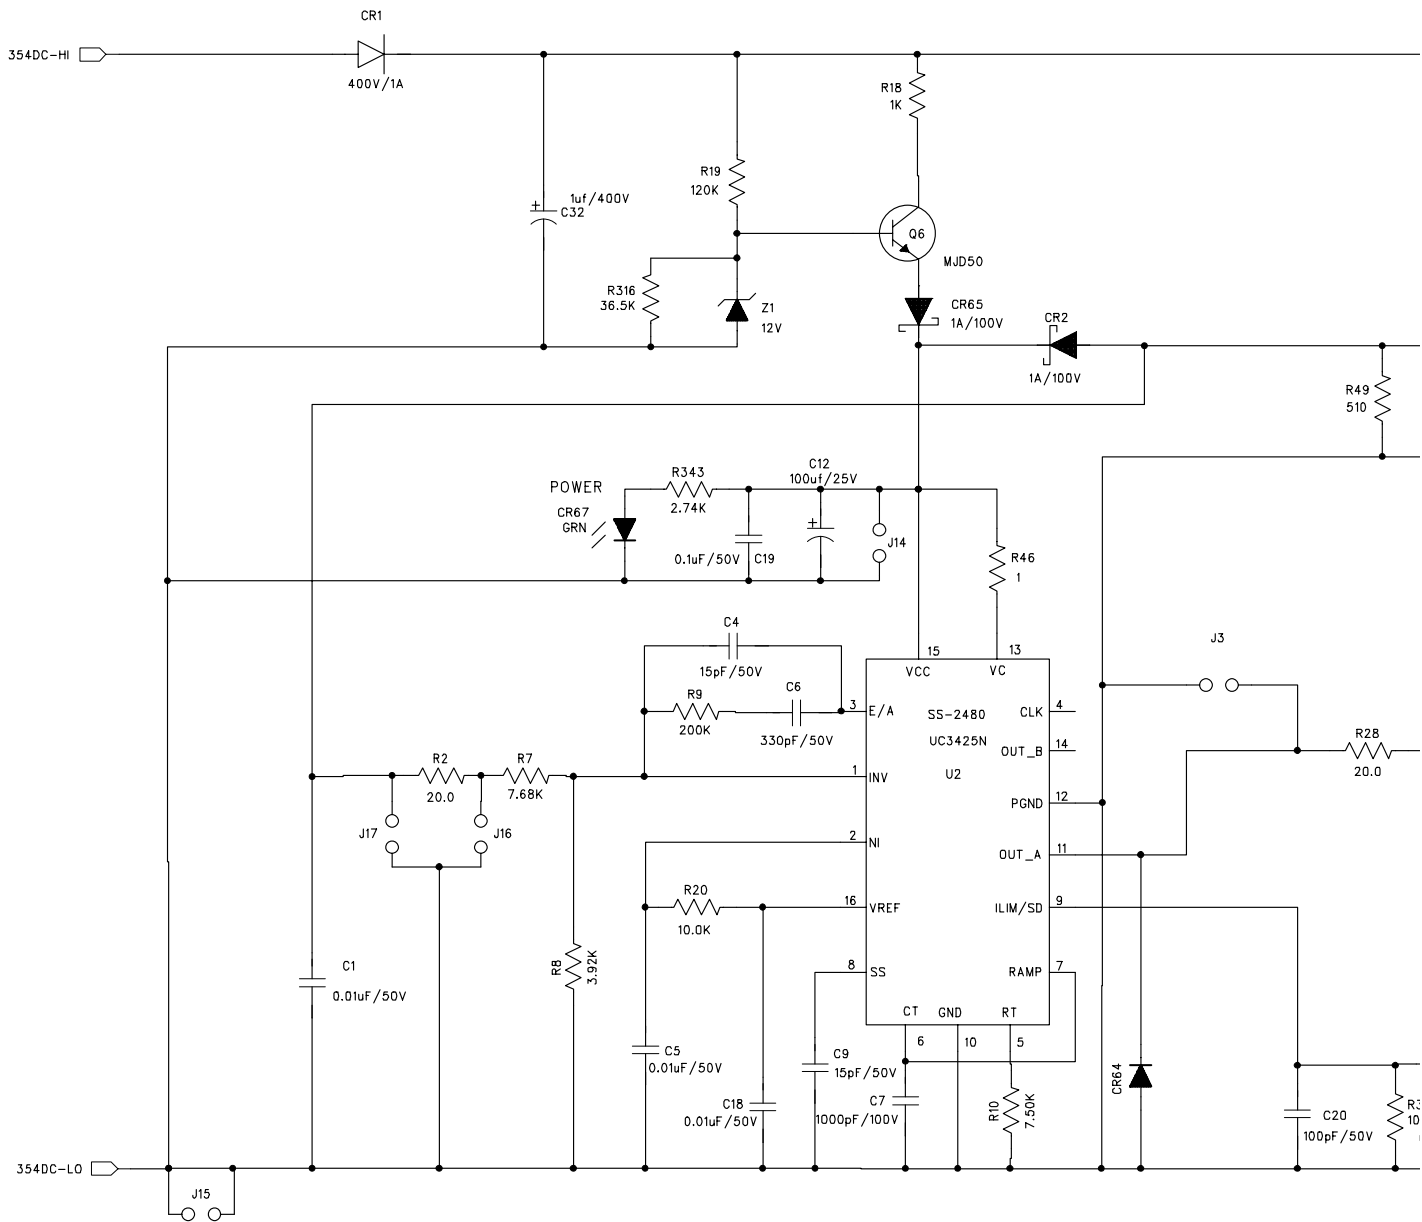 CR1
354DC-HI
400V/1A
R18
1K
R19
120K
1uf/400V
+
C32
Q6
MJD50
R316
36.5K
Z1
12V
CR65
1A/100V
CR2
1A/100V
R49
510
POWER
R343
2.74K
C12
100uf/25V
+
CR67
GRN
0.1uF/50V
C19
J14
R46
1
C4
15pF/50V
15
13
VCC
VC
J3
R9
200K
C6
330pF/50V
3
E/A
SS-2480
UC3425N
U2
CLK
4
OUT_B
14
R2
20.0
R7
7.68K
1
INV
PGND
12
R28
20.0
J17
J16
2
NI
OUT_A
11
R20
10.0K
16
VREF
ILIM/SD
9
R8
3.92K
C1
0.01uF/50V
8
SS
RAMP
7
CT
GND
RT
6
10
5
C5
0.01uF/50V
C9
15pF/50V
C18
0.01uF/50V
C7
1000pF/100V
R10
7.50K
CR64
C20
100pF/50V
R3
10
354DC-LO
J15